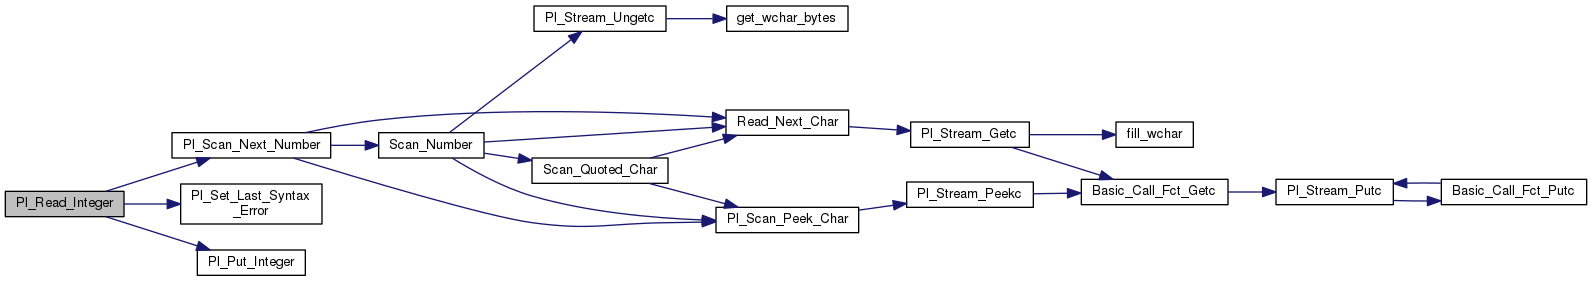 Pl_Stream_Ungetc
get_wchar_bytes
Pl_Scan_Next_Number
Scan_Number
Read_Next_Char
Pl_Stream_Getc
fill_wchar
Scan_Quoted_Char
Pl_Read_Integer
Pl_Set_Last_Syntax
_Error
Pl_Scan_Peek_Char
Pl_Stream_Peekc
Basic_Call_Fct_Getc
Pl_Stream_Putc
Basic_Call_Fct_Putc
Pl_Put_Integer